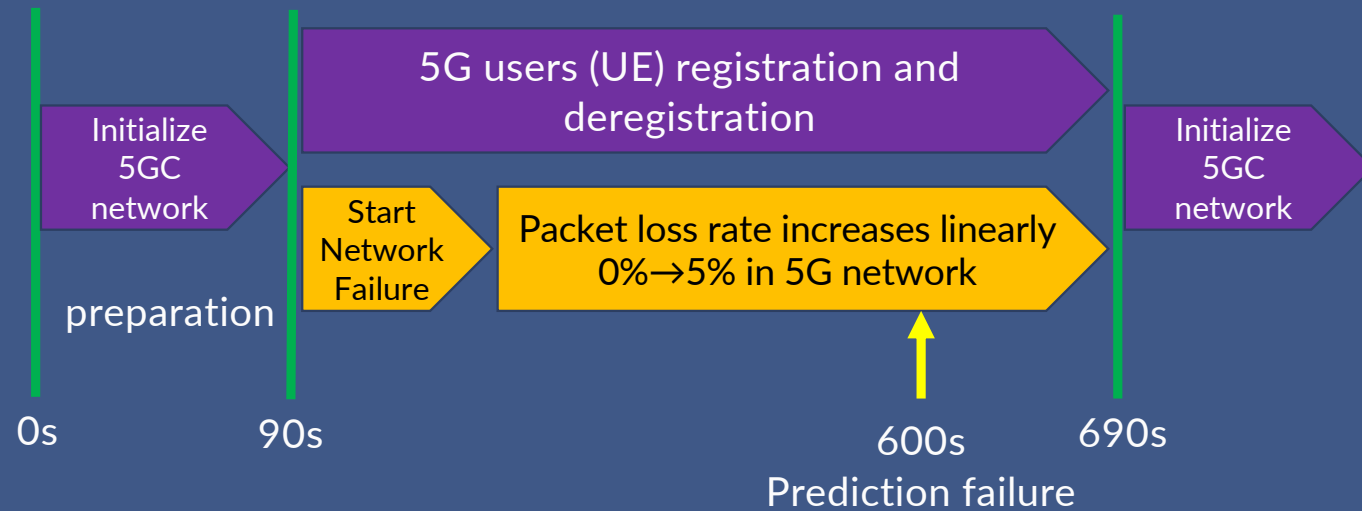 5G users (UE) registration and
deregistration
Initialize
5GC
network
Initialize
5GC
network
Start
Network
Failure
Packet loss rate increases linearly
0%→5% in 5G network
preparation
0s
90s
600s
690s
Prediction failure